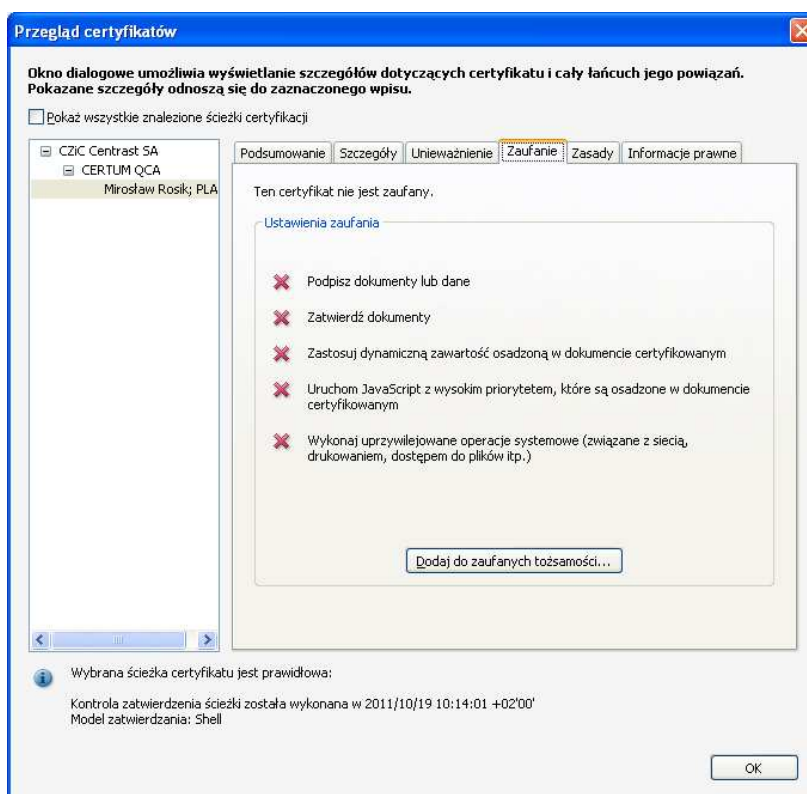 Przegląd certyfikatów
Okno dialogowe umożliwia wyświetlanie szczegółów dotyczących certyfikatu i cały łańcuch jego powiązań.
Pokazane szczegóły odnoszą się do zaznaczonego wpisu.
Pokaż wszystkie znalezione ścieżki certyfikacji
CZiC Centrast SA
CERTUM QCA
Mirosław Rosik; PLA
Podsumowanie Szczegóły Unieważnienie Zaufanie Zasady Informacje prawne
Ten certyfikat nie jest zaufany.
Ustawienia zaufania
Podpisz dokumenty lub dane
Zatwierdź dokumenty
Zastosuj dynamiczną zawartość osadzoną w dokumencie certyfikowanym
Uruchom JavaScript z wysokim priorytetem, które są osadzone w dokumencie
certyfikowanym
Wykonaj uprzywilejowane operacje systemowe (związane z siecią,
drukowaniem, dostępem do plików itp.)
Dodaj do zaufanych tożsamości...
Wybrana ścieżka certyfikatu jest prawidłowa:
Kontrola zatwierdzenia ścieżki została wykonana w 2011/10/19 10:14:01 +02'00'
Model zatwierdzania: Shell
OK